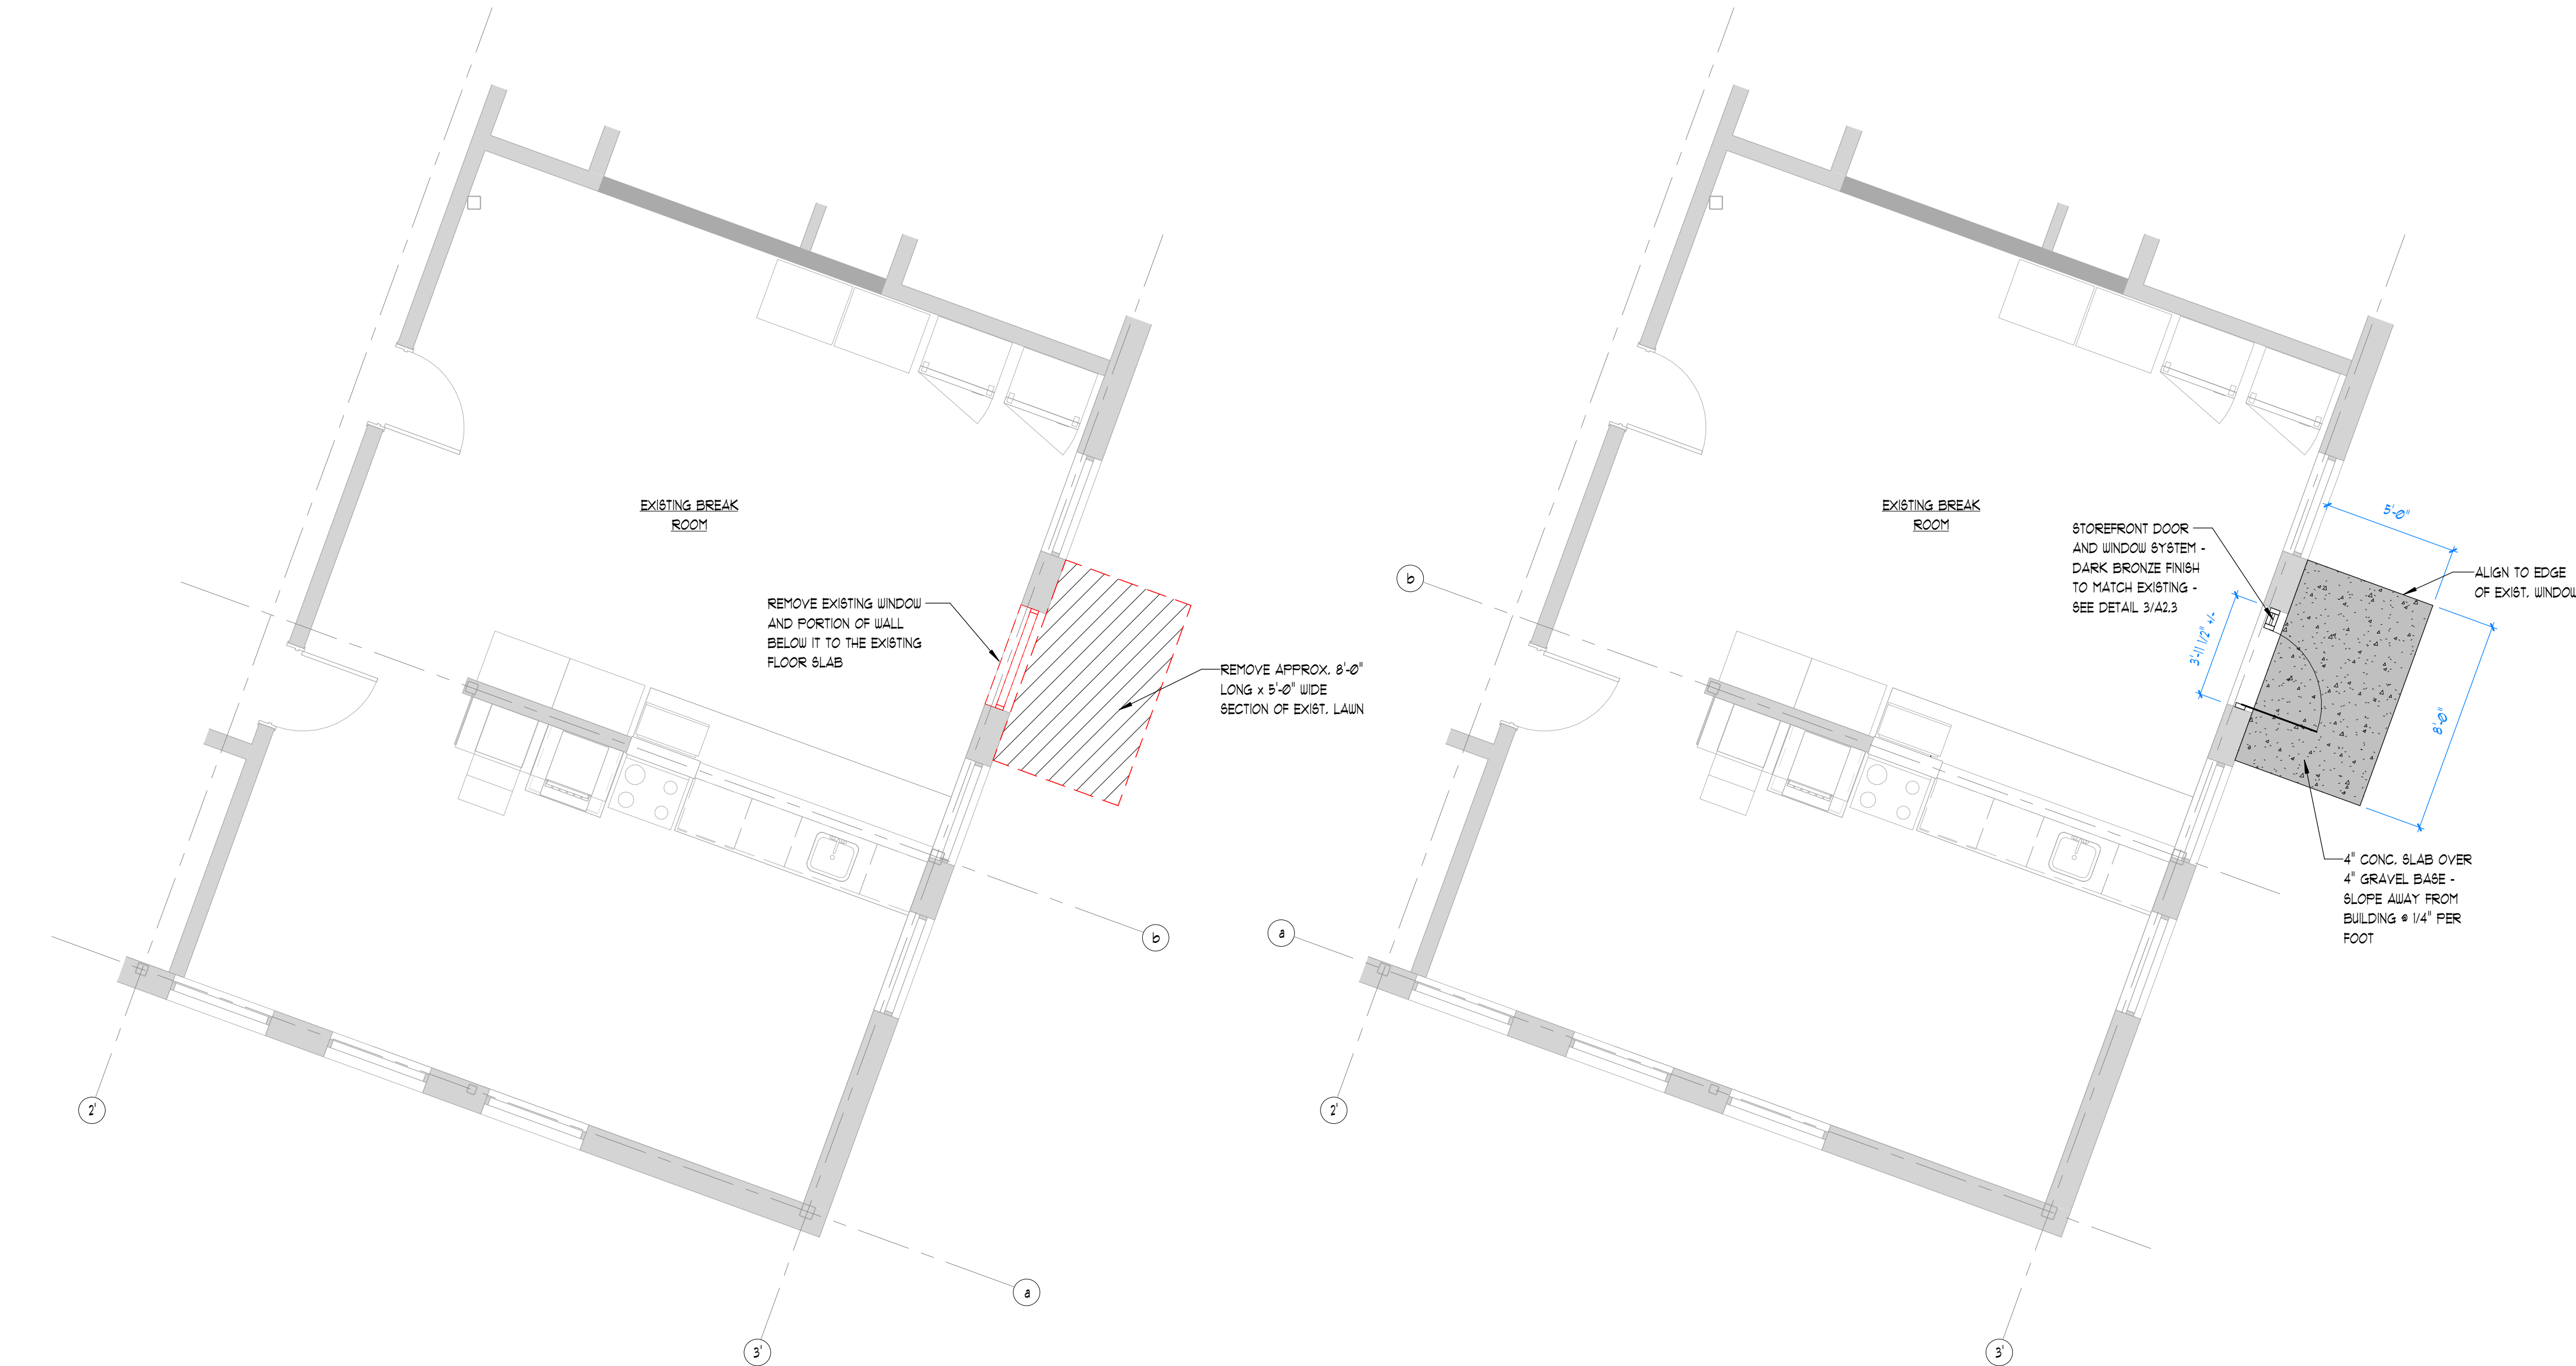 EXISTING BREAK
ROOM
REMOVE EXISTING WINDOW
AND PORTION OF WALL
BELOW IT TO THE EXISTING
FLOOR SLAB
REMOVE APPROX. 8'-0"
LONG x 5'-0" WIDE
SECTION OF EXIST. LAWN
b
a
2'
3'
EXISTING BREAK
ROOM
STOREFRONT DOOR
AND WINDOW SYSTEM -
DARK BRONZE FINISH
TO MATCH EXISTING -
SEE DETAIL 3/A2.3
5'-0"
ALIGN TO EDGE
OF EXIST. WINDOW
3'-11 1/2" +/-
8'-0"
4" CONC. SLAB OVER
4" GRAVEL BASE -
SLOPE AWAY FROM
BUILDING @ 1/4" PER
FOOT
b
a
2'
3'